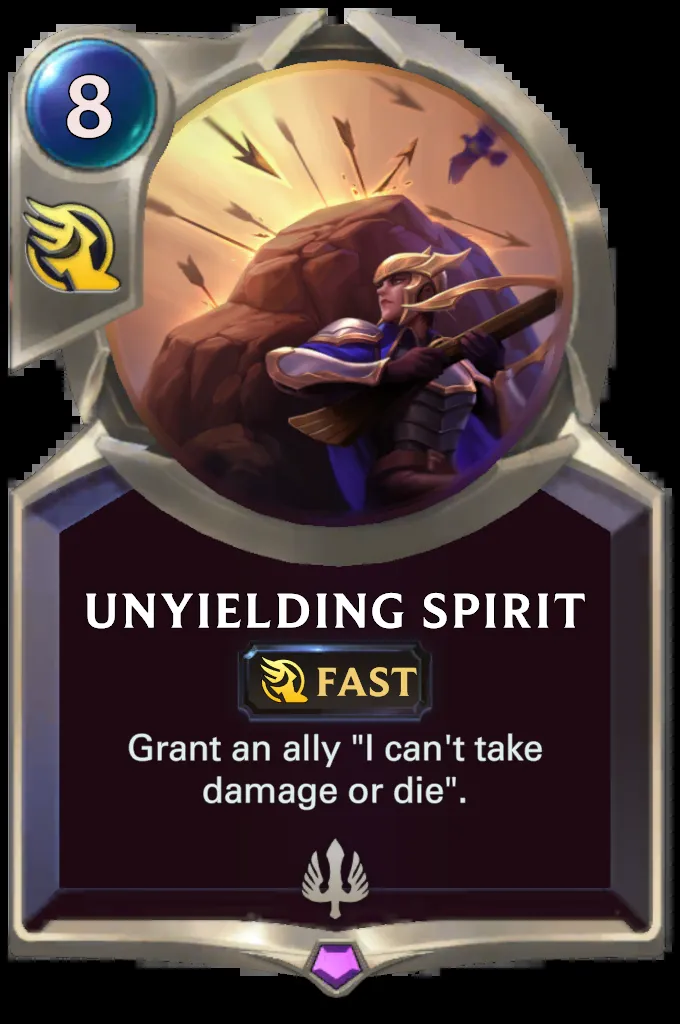 8
UNYIELDING SPIRIT
FAST
Grant an ally "I can't take
damage or die".